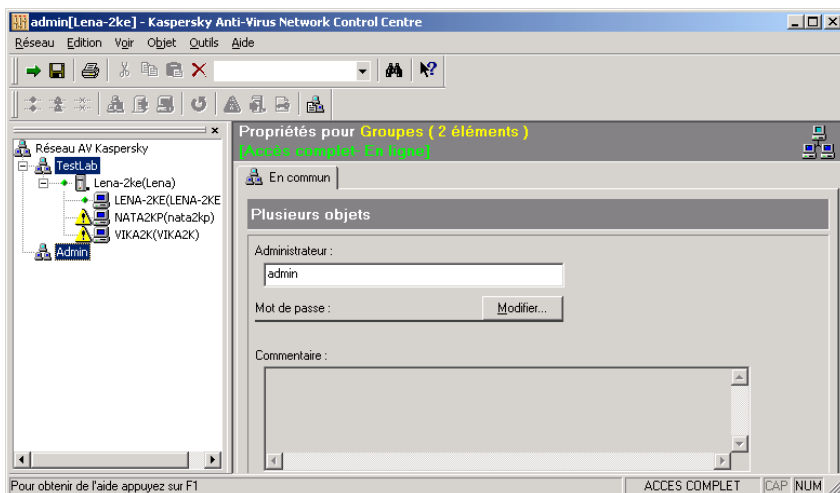 admin[Lena-2ke] - Kaspersky Anti-Virus Network Control Centre
Réseau Edition Voir Objet Outils Aide
Réseau AV Kaspersky
TestLab
Lena-2ke(Lena)
LENA-2KE(LENA-2KE
NATA2KP(nata2kp)
VIKA2K(VIKA2K)
Admin
Propriétés pour Groupes ( 2 éléments )
[Accès complet- En ligne]
En commun
Plusieurs objets
Administrateur :
admin
Mot de passe :
Modifier...
Commentaire :
Pour obtenir de l'aide appuyez sur F1
ACCES COMPLET CAP NUM